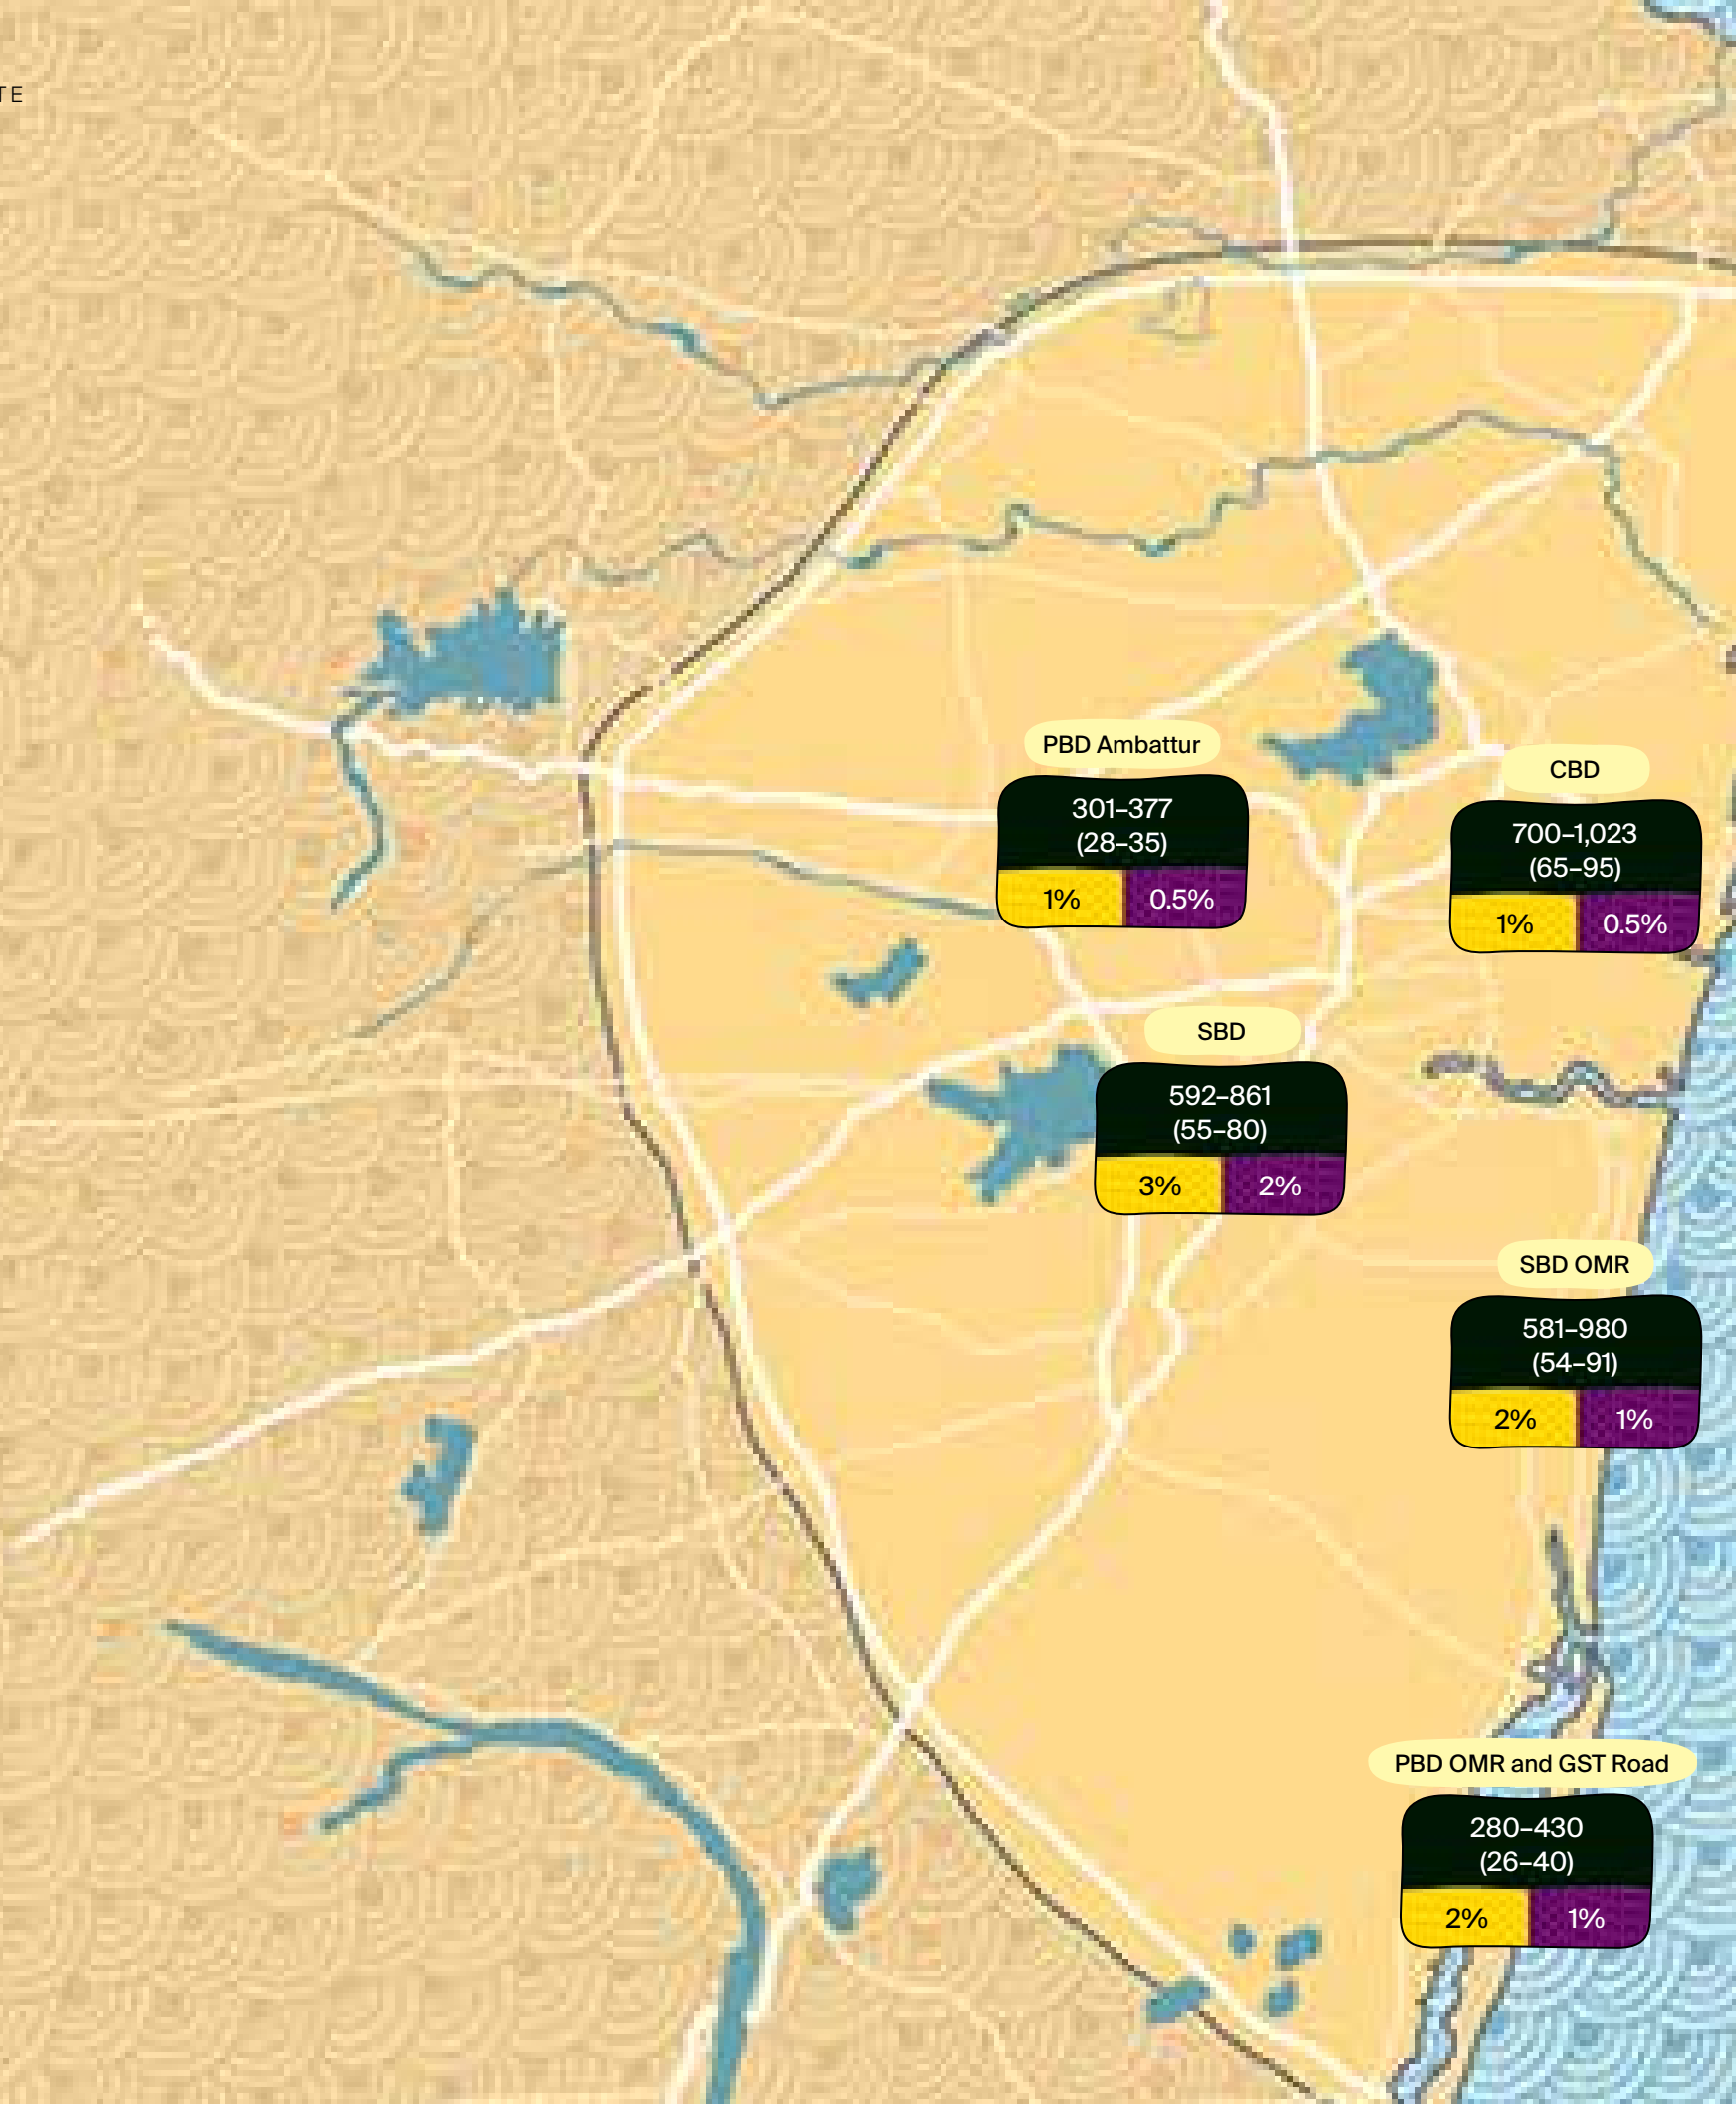 TE
PBD Ambattur
301–377
(28–35)
1% 0.5%
CBD
700–1,023
(65–95)
1% 0.5%
SBD
592–861
(55–80)
3% 2%
SBD OMR
581–980
(54–91)
2% 1%
PBD OMR and GST Road
280–430
(26–40)
2% 1%